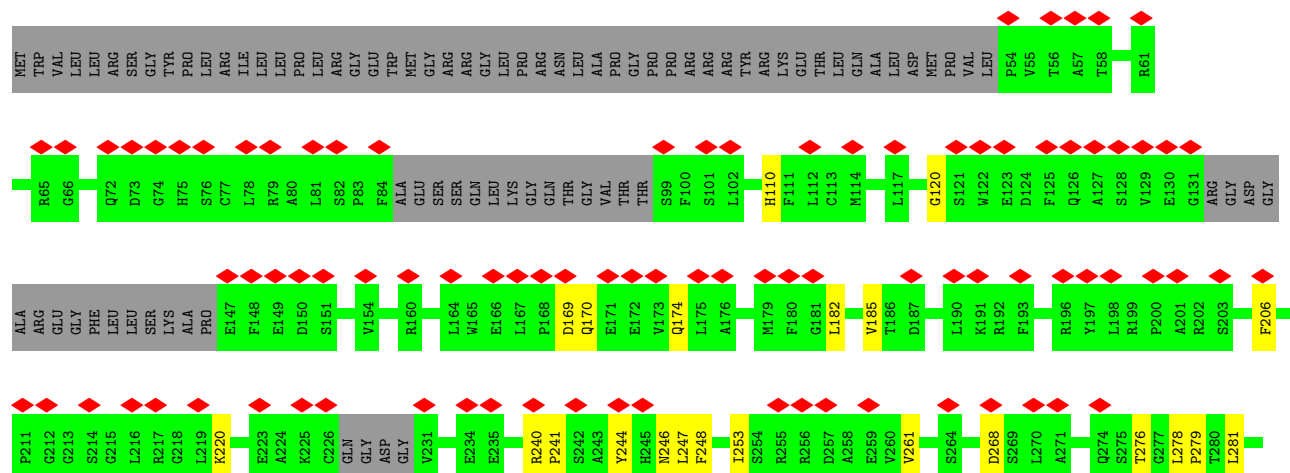 MET TRP VAL LEU LEU ARG SER GLY TYR PRO LEU ARG ILE LEU LEU PRO LEU ARG GLY GLU TRP MET GLY ARG ARG GLY LEU PRO ARG ASN LEU ALA PRO GLY PRO PRO ARG ARG ARG TYR ARG LYS GLU THR LEU GLN ALA LEU ASP MET PRO VAL LEU P54 V55 T56 A57 T58 R61
R65 G66 Q72 D73 G74 H75 S76 C77 L78 R79 A80 L81 S82 P83 F84 ALA GLU SER SER GLN LEU LYS GLY GLN THR GLY VAL THR THR S99 F100 S101 L102 H110 F111 L112 C113 M114 L117 G120 S121 W122 E123 D124 F125 Q126 A127 S128 V129 E130 G131 ARG GLY ASP GLY
ALA ARG GLU GLY PHE LEU LEU SER LYS ALA PRO E147 F148 E149 D150 S151 V154 R160 L164 W165 E166 L167 P168 D169 Q170 E171 E172 V173 Q174 L175 A176 M179 F180 G181 L182 V185 T186 D187 L190 K191 R192 F193 R196 Y197 L198 R199 P200 A201 R202 S203 F206
P211 G212 G213 S214 G215 L216 R217 G218 L219 K220 E223 A224 K225 C226 GLN GLY ASP GLY V231 E234 E235 R240 P241 S242 A243 Y244 H245 N246 L247 F248 I253 S254 R255 R256 D257 A258 E259 V260 V261 S264 D268 S269 L270 A271 Q274 S275 T276 G277 L278 P279 T280 L281